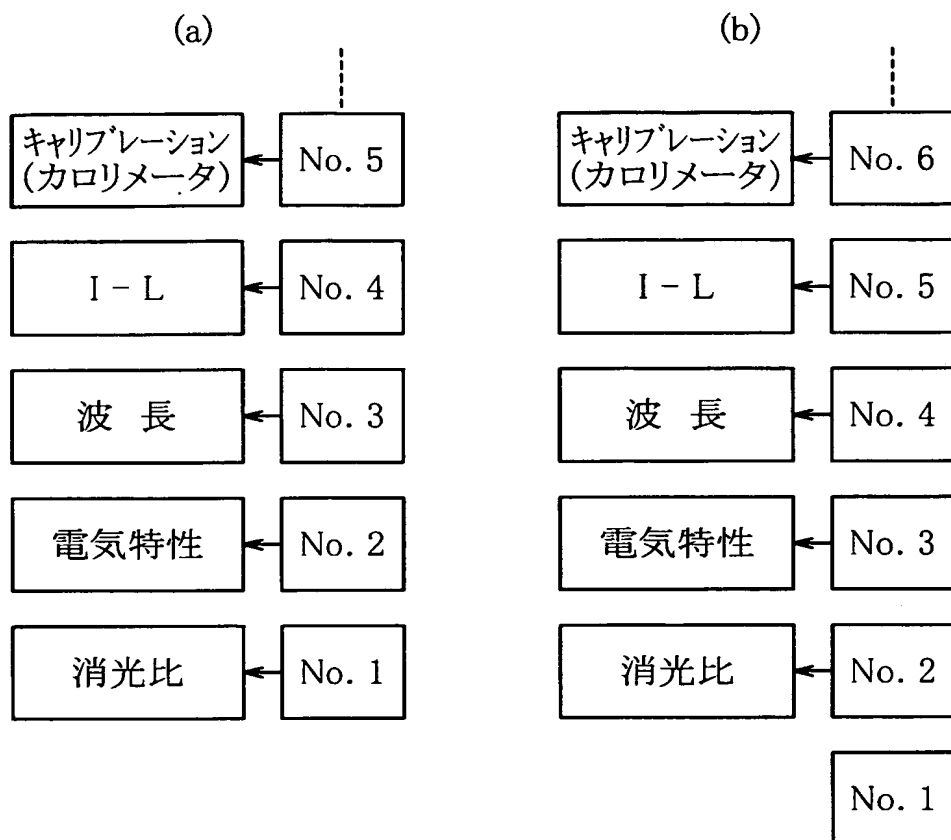 (a)
キャリブレーション
(カロリメータ)
No. 5
I - L
No. 4
波 長
No. 3
電気特性
No. 2
消光比
No. 1
(b)
キャリブレーション
(カロリメータ)
No. 6
I - L
No. 5
波 長
No. 4
電気特性
No. 3
消光比
No. 2
No. 1